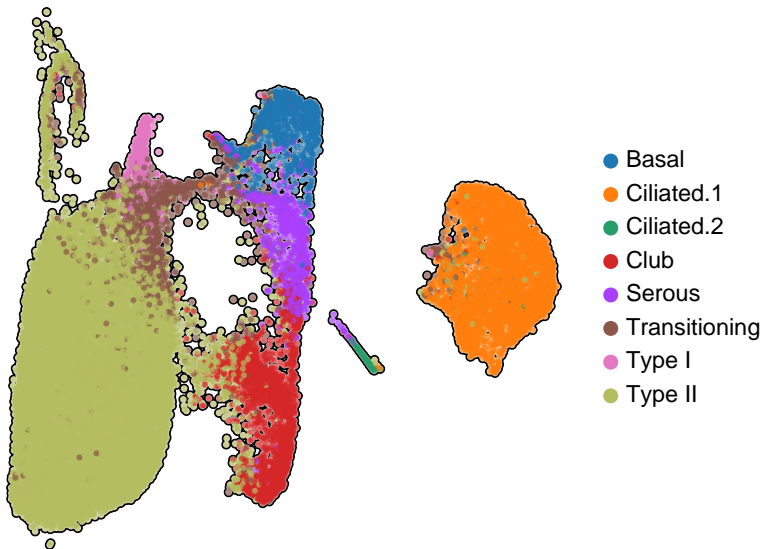 Basal
Ciliated.1
Ciliated.2
Club
Serous
Transitioning
Type I
Type II